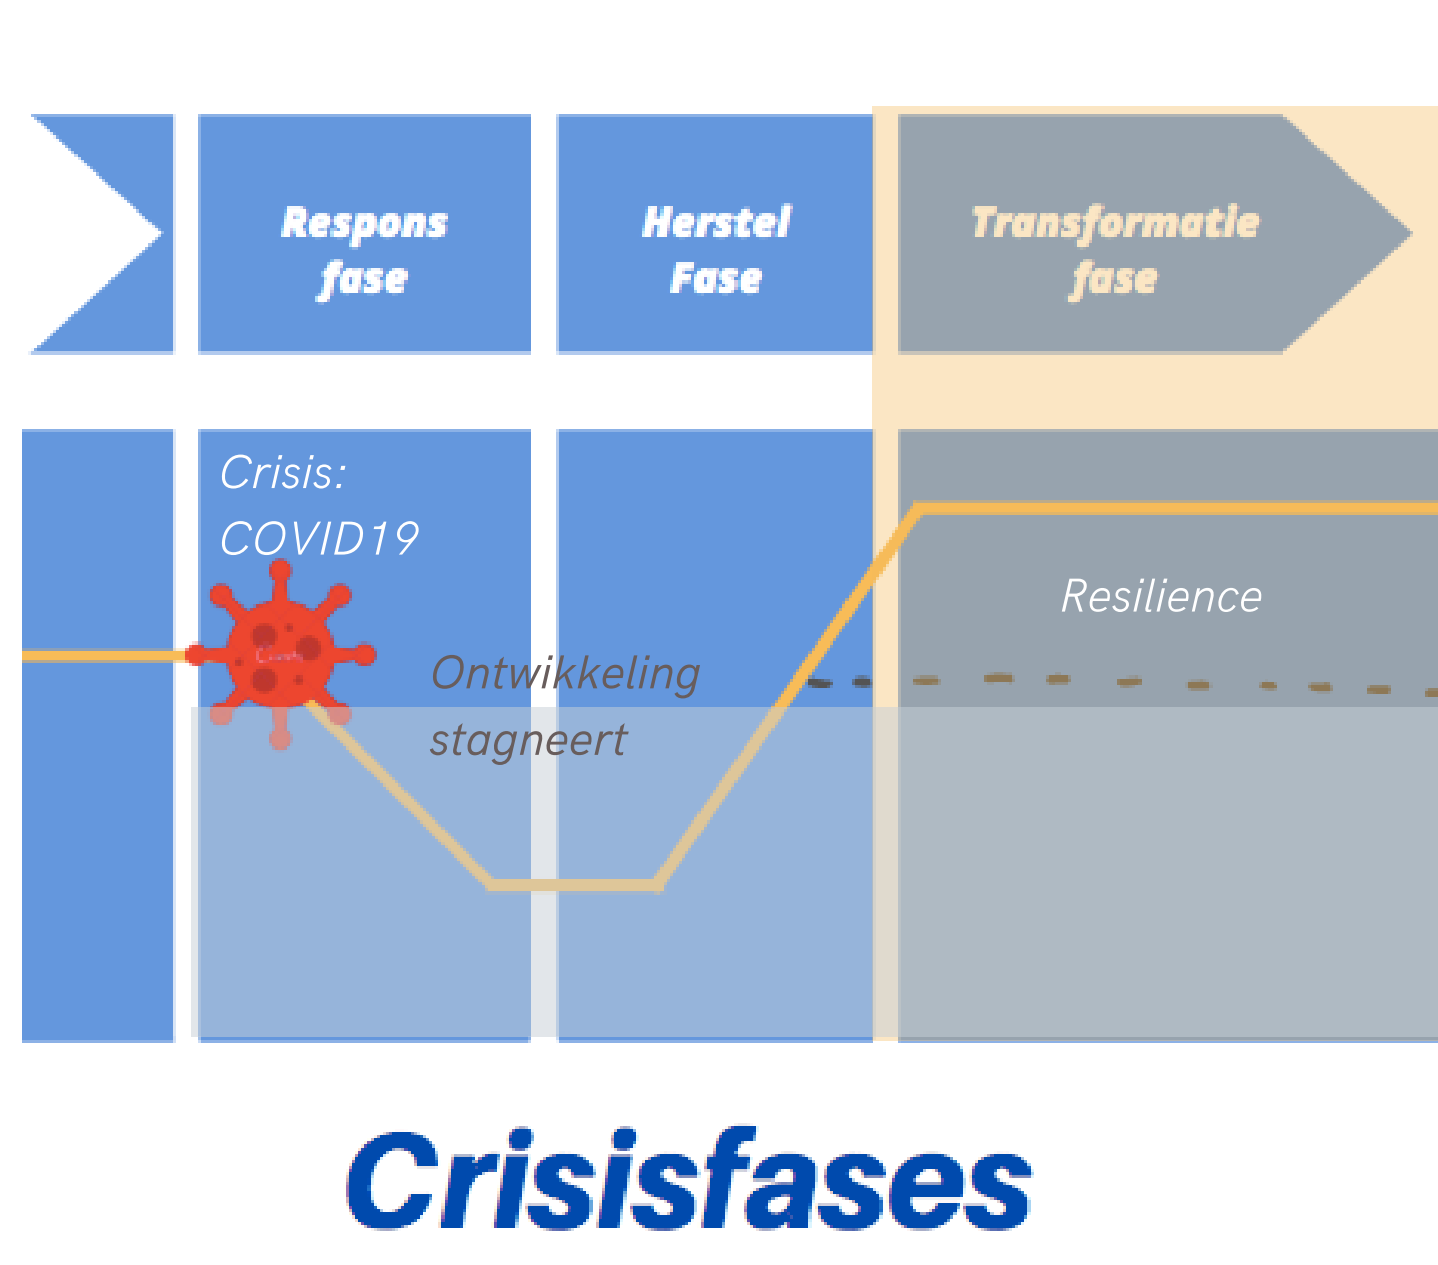 Respons
fase
Herstel
Fase
Transformatie
fase
Crisis:
COVID19
Ontwikkeling
stagneert
Resilience
Crisisfases